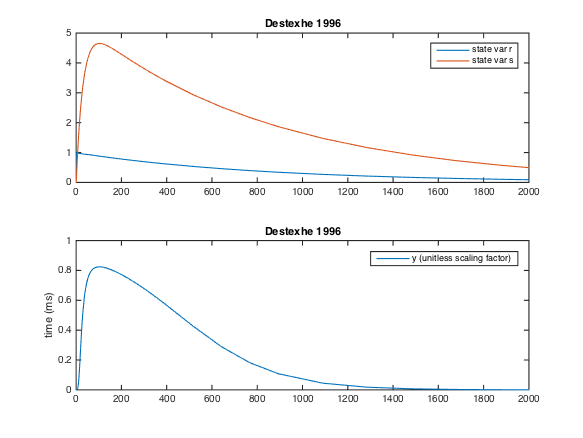 Destexhe 1996
5
4
3
2
1
0
state var r
state var s
0 200 400 600 800 1000 1200 1400 1600 1800 2000
Destexhe 1996
1
0.8
0.6
0.4
0.2
0
time (ms)
y (unitless scaling factor)
0 200 400 600 800 1000 1200 1400 1600 1800 2000